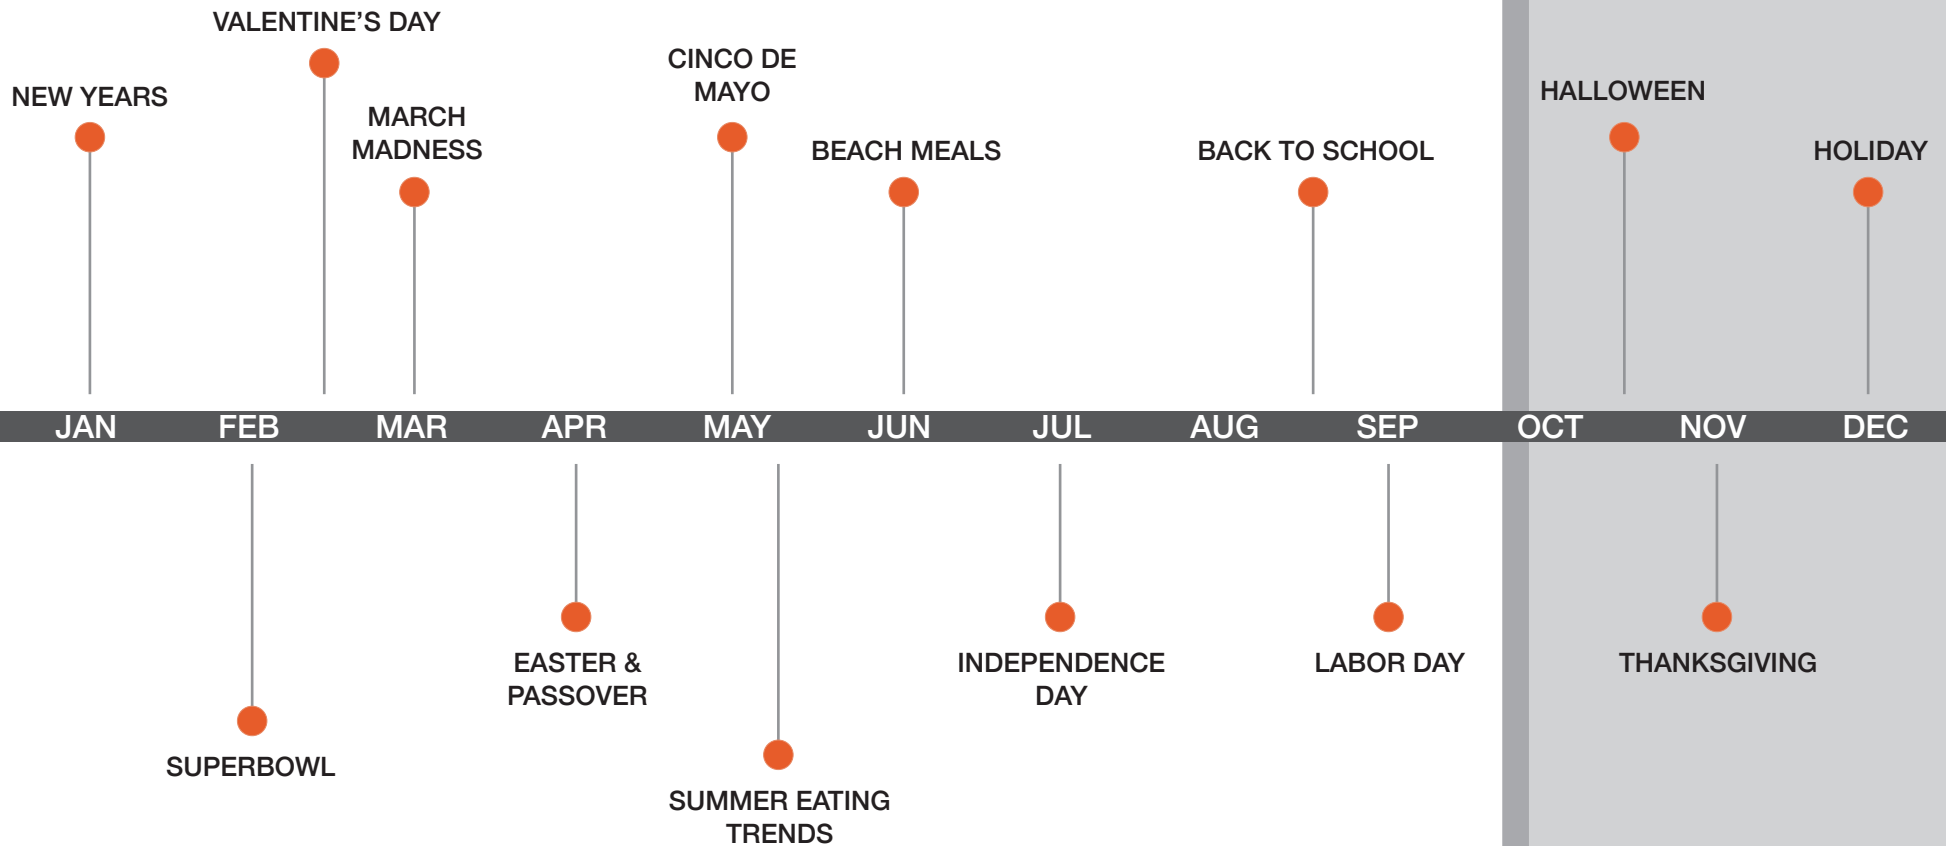 VALENTINE'S DAY
CINCO DE
MAYO
NEW YEARS
HALLOWEEN
MARCH
MADNESS
BEACH MEALS
BACK TO SCHOOL
HOLIDAY
JAN FEB MAR APR MAY JUN JUL AUG SEP OCT NOV DEC
EASTER &
PASSOVER
INDEPENDENCE
DAY
LABOR DAY
THANKSGIVING
SUPERBOWL
SUMMER EATING
TRENDS